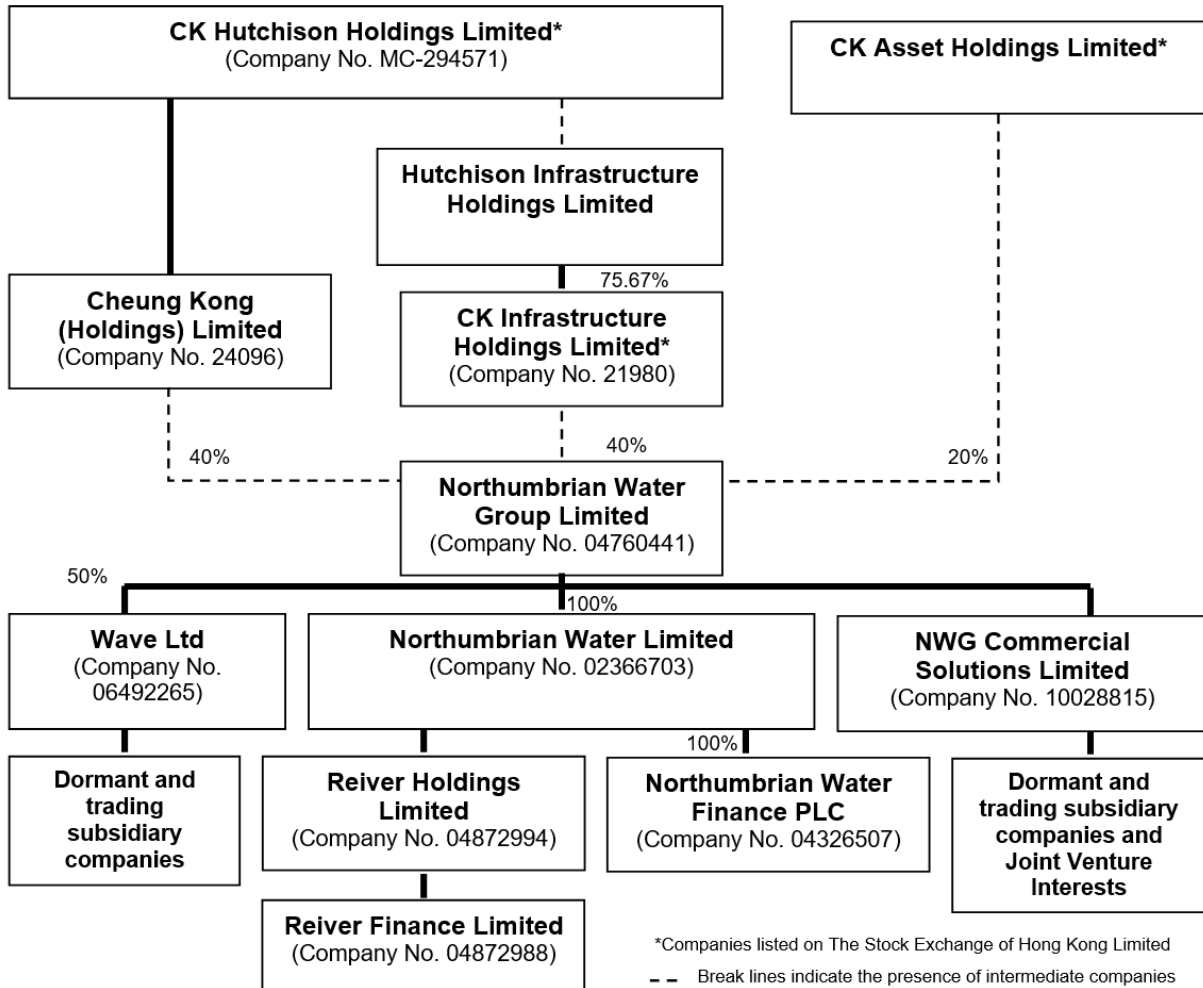 CK Hutchison Holdings Limited*
(Company No. MC-294571)
CK Asset Holdings Limited*
Hutchison Infrastructure
Holdings Limited
75.67%
Cheung Kong
(Holdings) Limited
(Company No. 24096)
CK Infrastructure
Holdings Limited*
(Company No. 21980)
40%
40%
20%
Northumbrian Water
Group Limited
(Company No. 04760441)
50%
100%
Wave Ltd
(Company No.
06492265)
Northumbrian Water Limited
(Company No. 02366703)
NWG Commercial
Solutions Limited
(Company No. 10028815)
100%
Dormant and
trading
subsidiary
companies
Reiver Holdings
Limited
(Company No. 04872994)
Northumbrian Water
Finance PLC
(Company No. 04326507)
Dormant and
trading subsidiary
companies and
Joint Venture
Interests
Reiver Finance Limited
(Company No. 04872988)
*Companies listed on The Stock Exchange of Hong Kong Limited
Break lines indicate the presence of intermediate companies